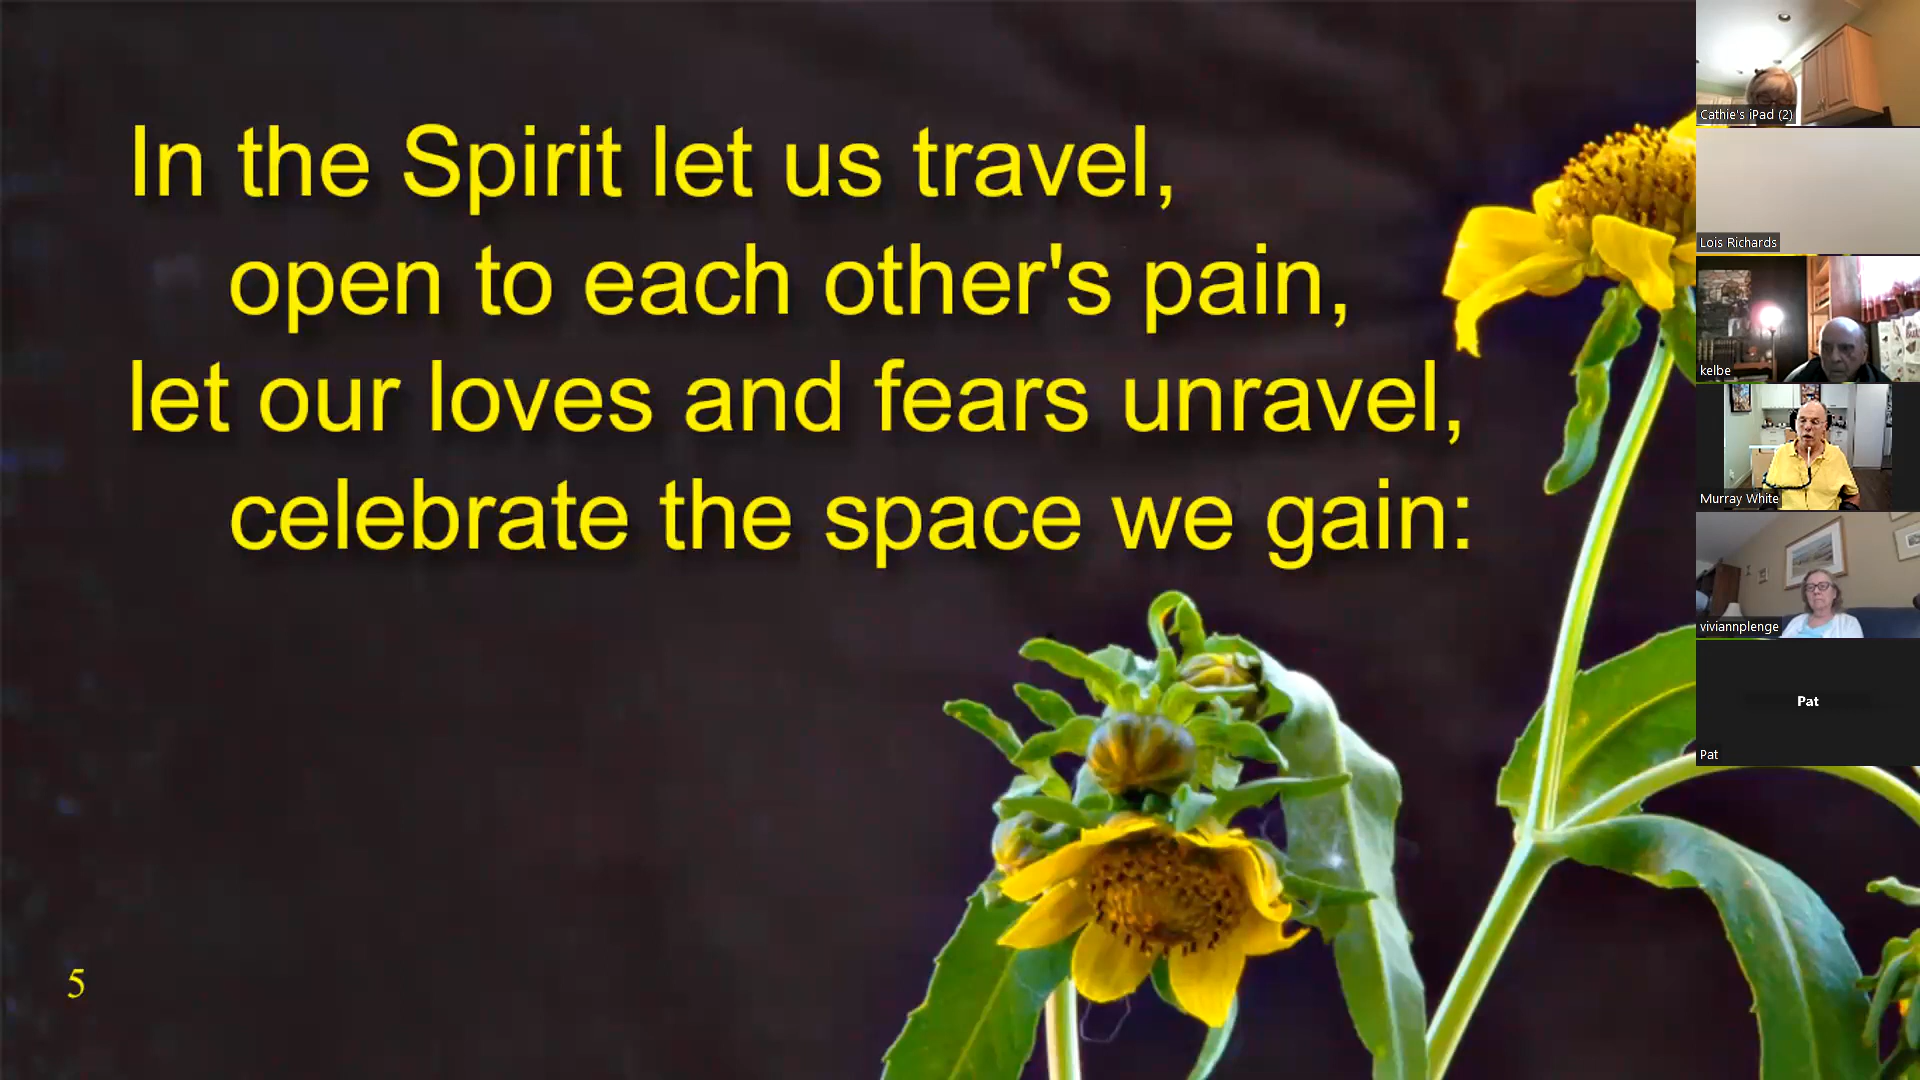 In the Spirit let us travel,
open to each other's pain,
let our loves and fears unravel,
celebrate the space we gain:
5
Cathie's iPad (2)
Lois Richards
kelbe
Murray White
viviannplenge
Pat
Pat